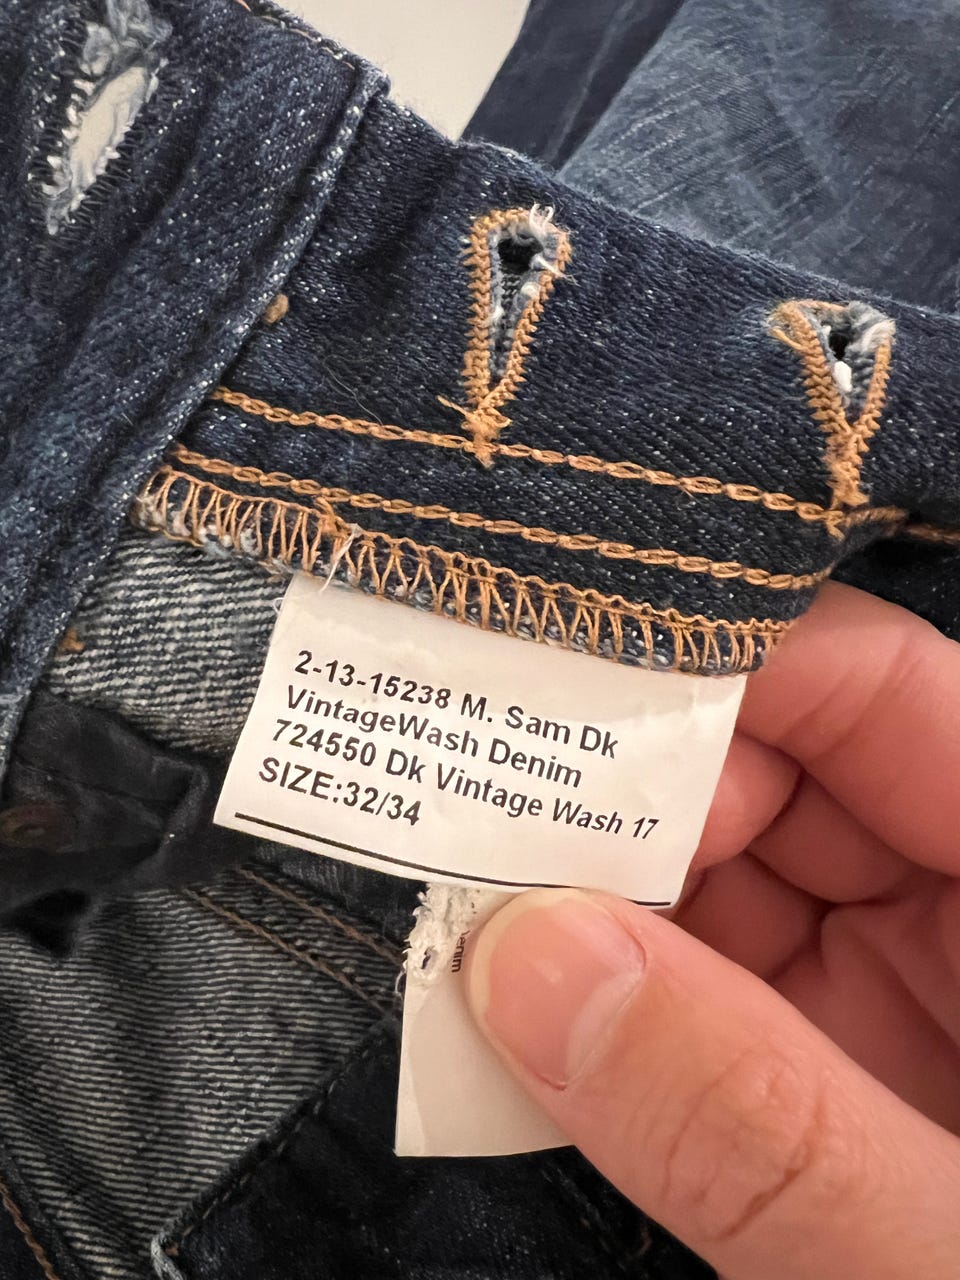 2-13-15238 M. Sam Dk
VintageWash Denim
724550 Dk Vintage Wash 17
SIZE:32/34